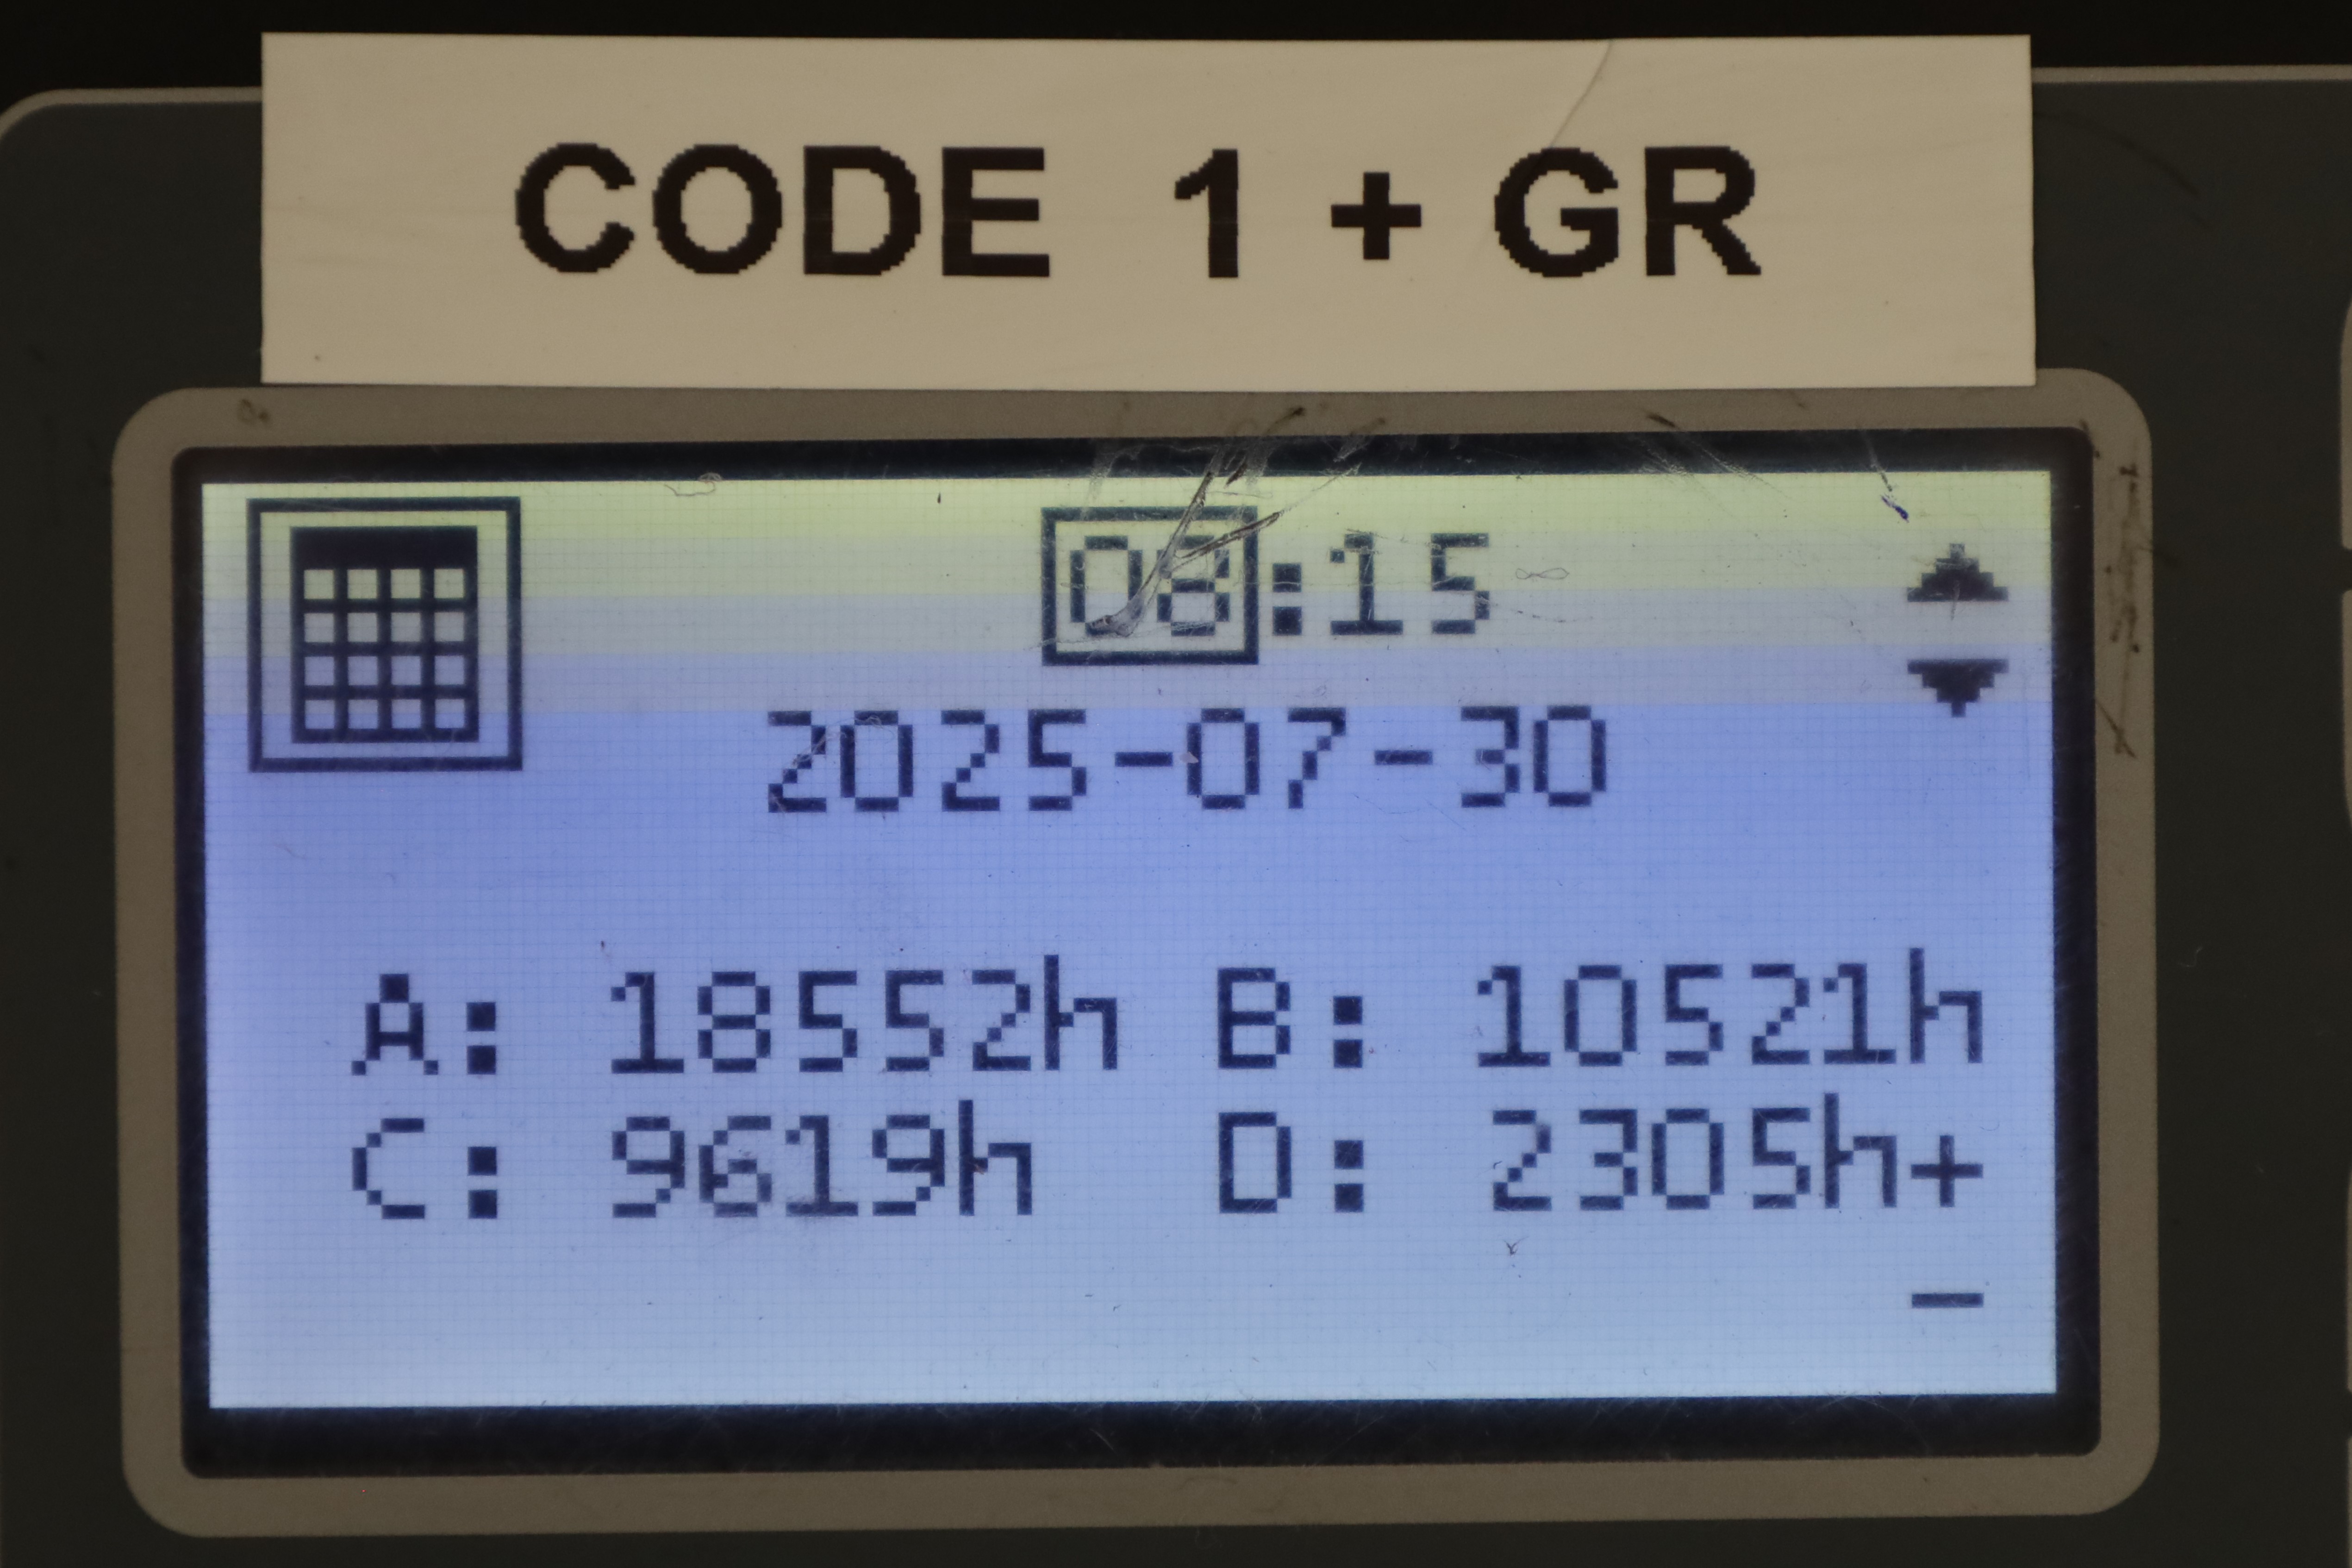 CODE 1 + GR
08:15
2025-07-30
A: 18552h B: 10521h
C: 9619h D: 2305h+
-